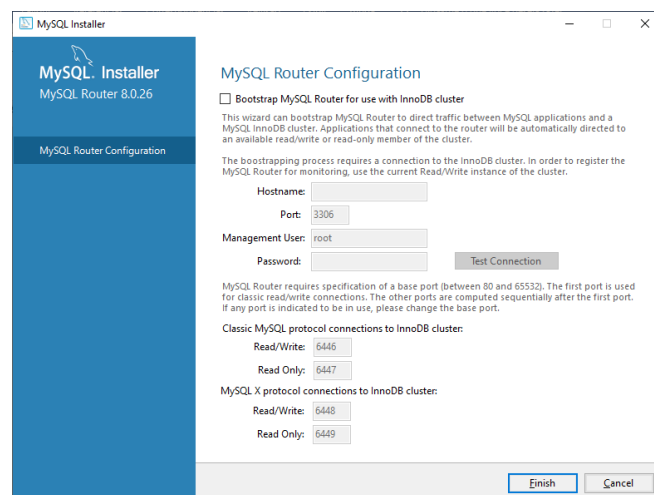 MySQL Installer
MySQL. Installer
MySQL Router 8.0.26
MySQL Router Configuration
MySQL Router Configuration
Bootstrap MySQL Router for use with InnoDB cluster
This wizard can bootstrap MySQL Router to direct traffic between MySQL applications and a
MySQL InnoDB cluster. Applications that connect to the router will be automatically directed to
an available read/write or read-only member of the cluster.
The boostrapping process requires a connection to the InnoDB cluster. In order to register the
MySQL Router for monitoring, use the current Read/Write instance of the cluster.
Hostname:
Port: 3306
Management User: root
Password: Test Connection
MySQL Router requires specification of a base port (between 80 and 65532). The first port is used
for classic read/write connections. The other ports are computed sequentially after the first port.
If any port is indicated to be in use, please change the base port.
Classic MySQL protocol connections to InnoDB cluster:
Read/Write: 6446
Read Only: 6447
MySQL X protocol connections to InnoDB cluster:
Read/Write: 6448
Read Only: 6449
Finish Cancel